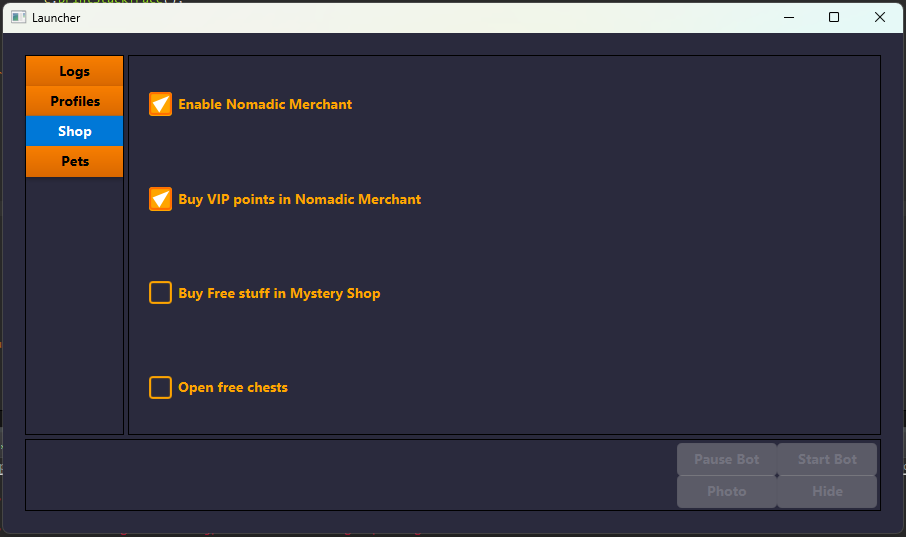 e.printStackTrace();
Launcher
Logs
Profiles
Shop
Pets
Enable Nomadic Merchant
Buy VIP points in Nomadic Merchant
Buy Free stuff in Mystery Shop
Open free chests
Pause Bot
Start Bot
Photo
Hide